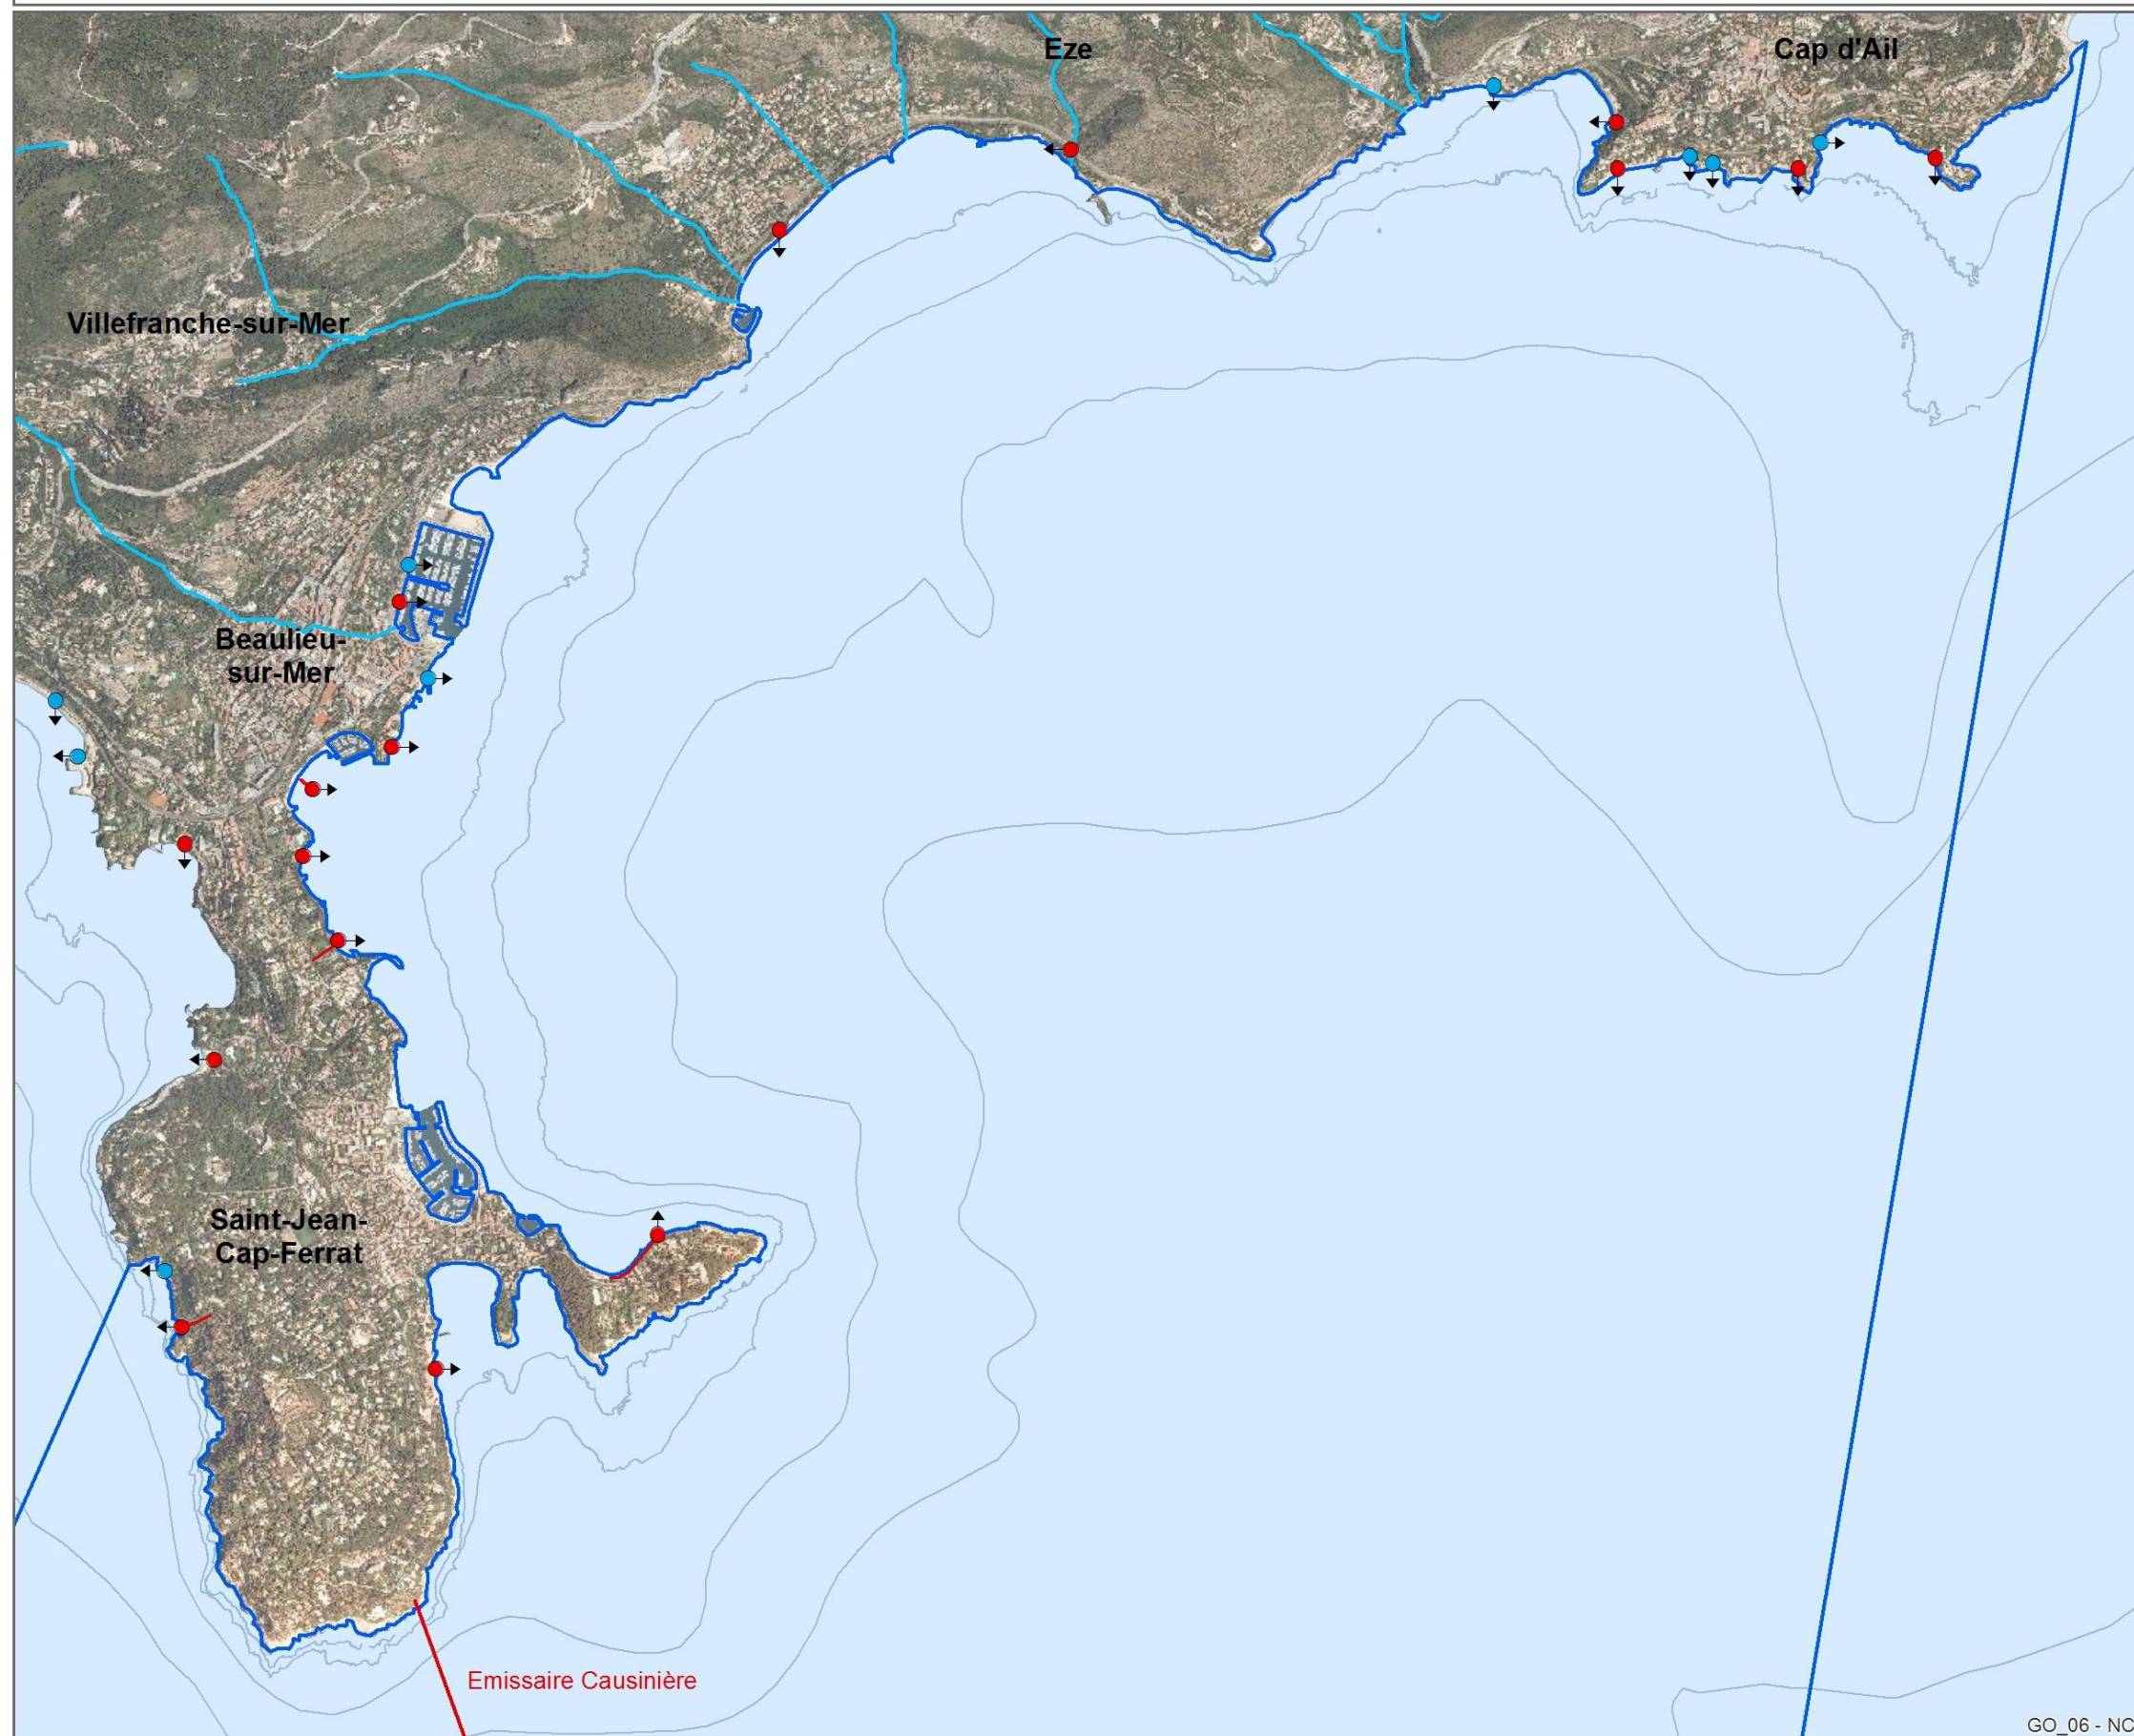 Eze
Cap d'Ail
Villefranche-sur-Mer
Beaulieu-
sur-Mer
Saint-Jean-
Cap-Ferrat
Emissaire Causinière
GO_06 - NC